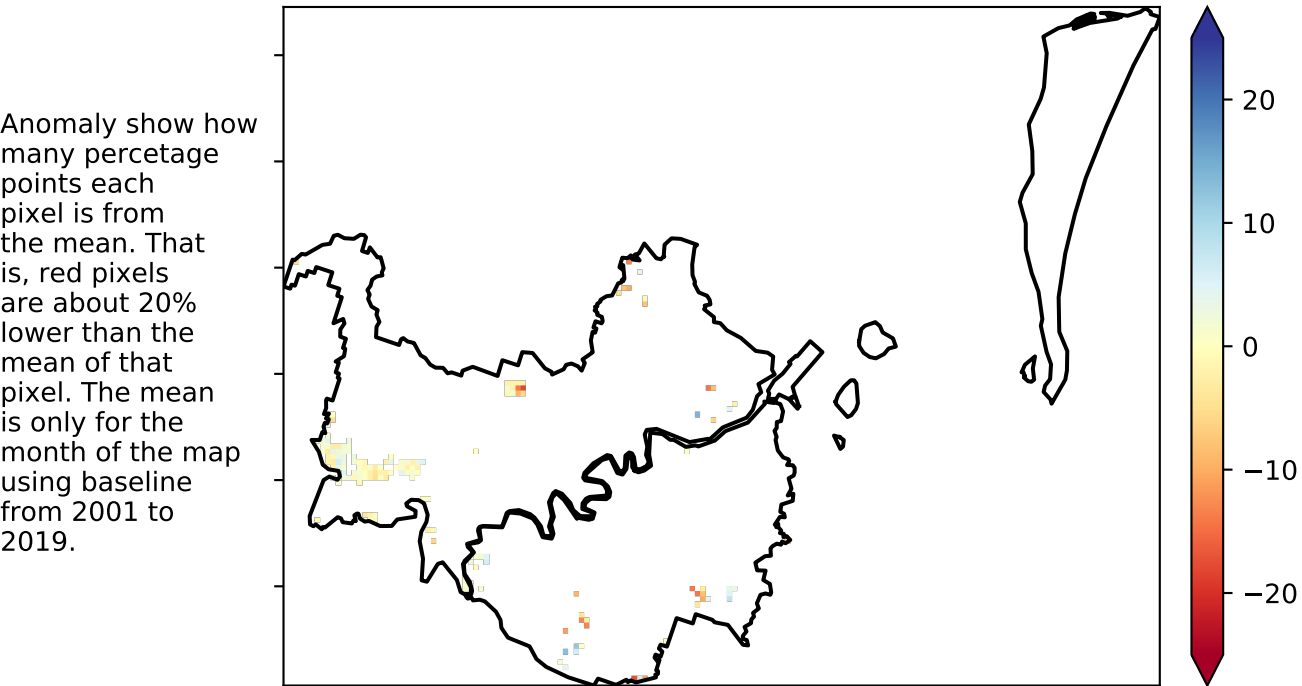 Anomaly show how
many percetage
points each
pixel is from
the mean. That
is, red pixels
are about 20%
lower than the
mean of that
pixel. The mean
is only for the
month of the map
using baseline
from 2001 to
2019.
20
10
0
−10
−20